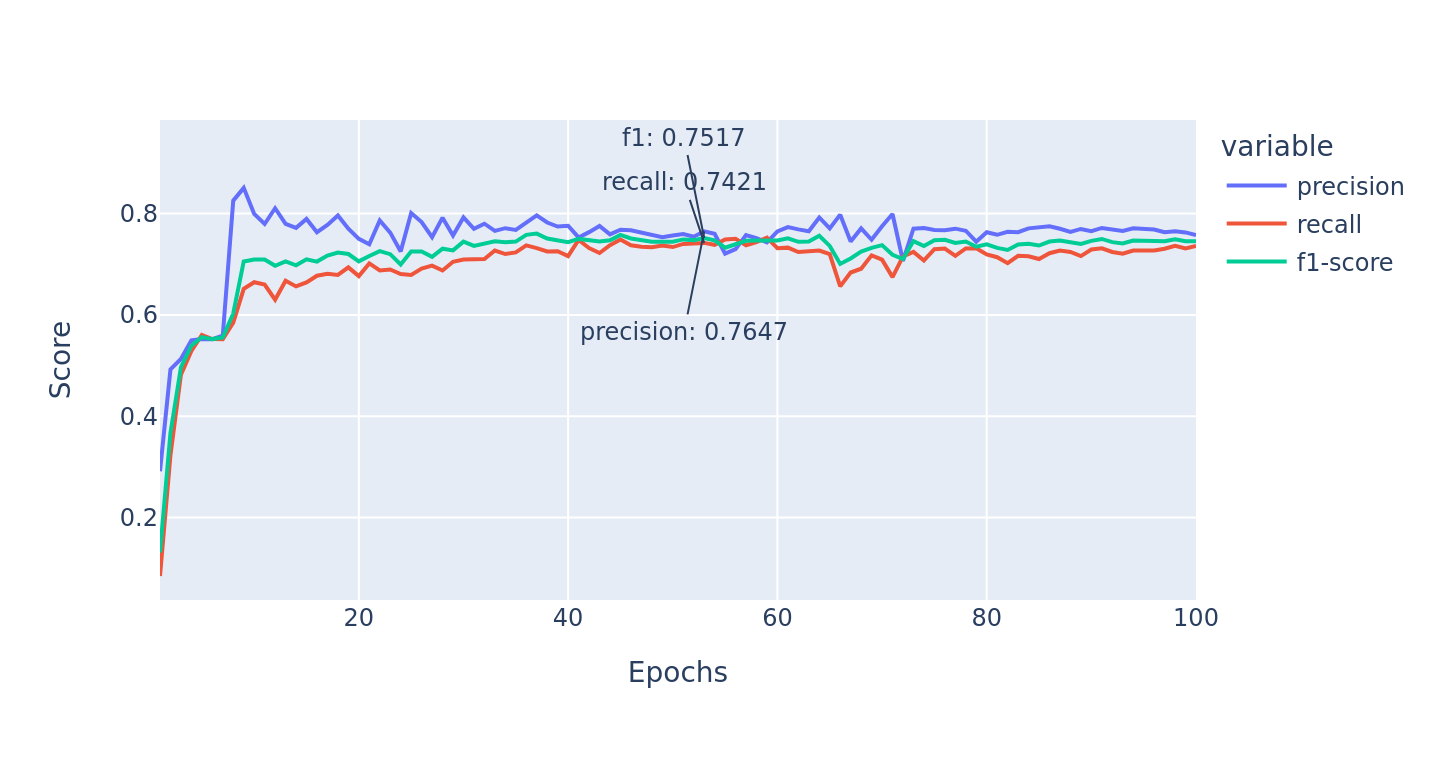 f1: 0.7517
recall: 0.7421
precision: 0.7647
0.8
0.6
0.4
0.2
Score
20 40 60 80 100
Epochs
variable
precision
recall
f1-score